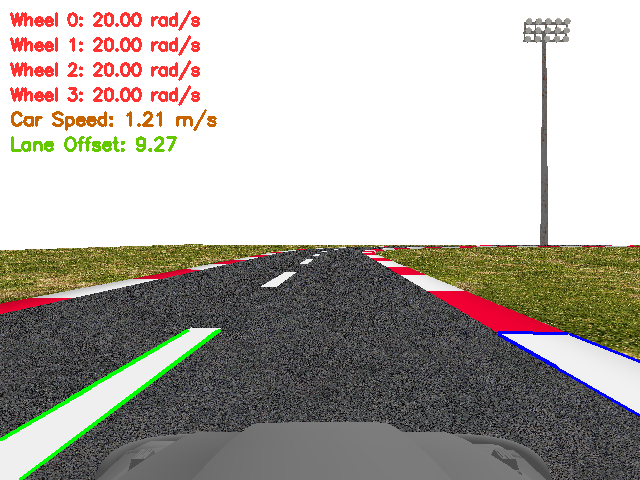 Wheel 0: 20.00 rad/s
Wheel 1: 20.00 rad/s
Wheel 2: 20.00 rad/s
Wheel 3: 20.00 rad/s
Car Speed: 1.21 m/s
Lane Offset: 9.27